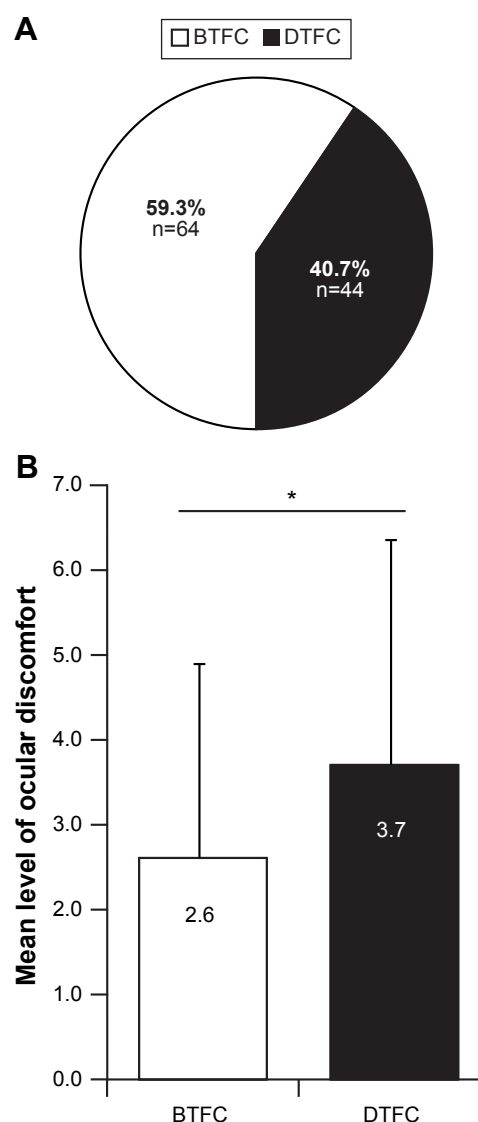 A
BTFC DTFC
59.3%
n=64
40.7%
n=44
B
Mean level of ocular discomfort
7.0
6.0
5.0
4.0
3.0
2.0
1.0
0.0
*
2.6
3.7
BTFC DTFC